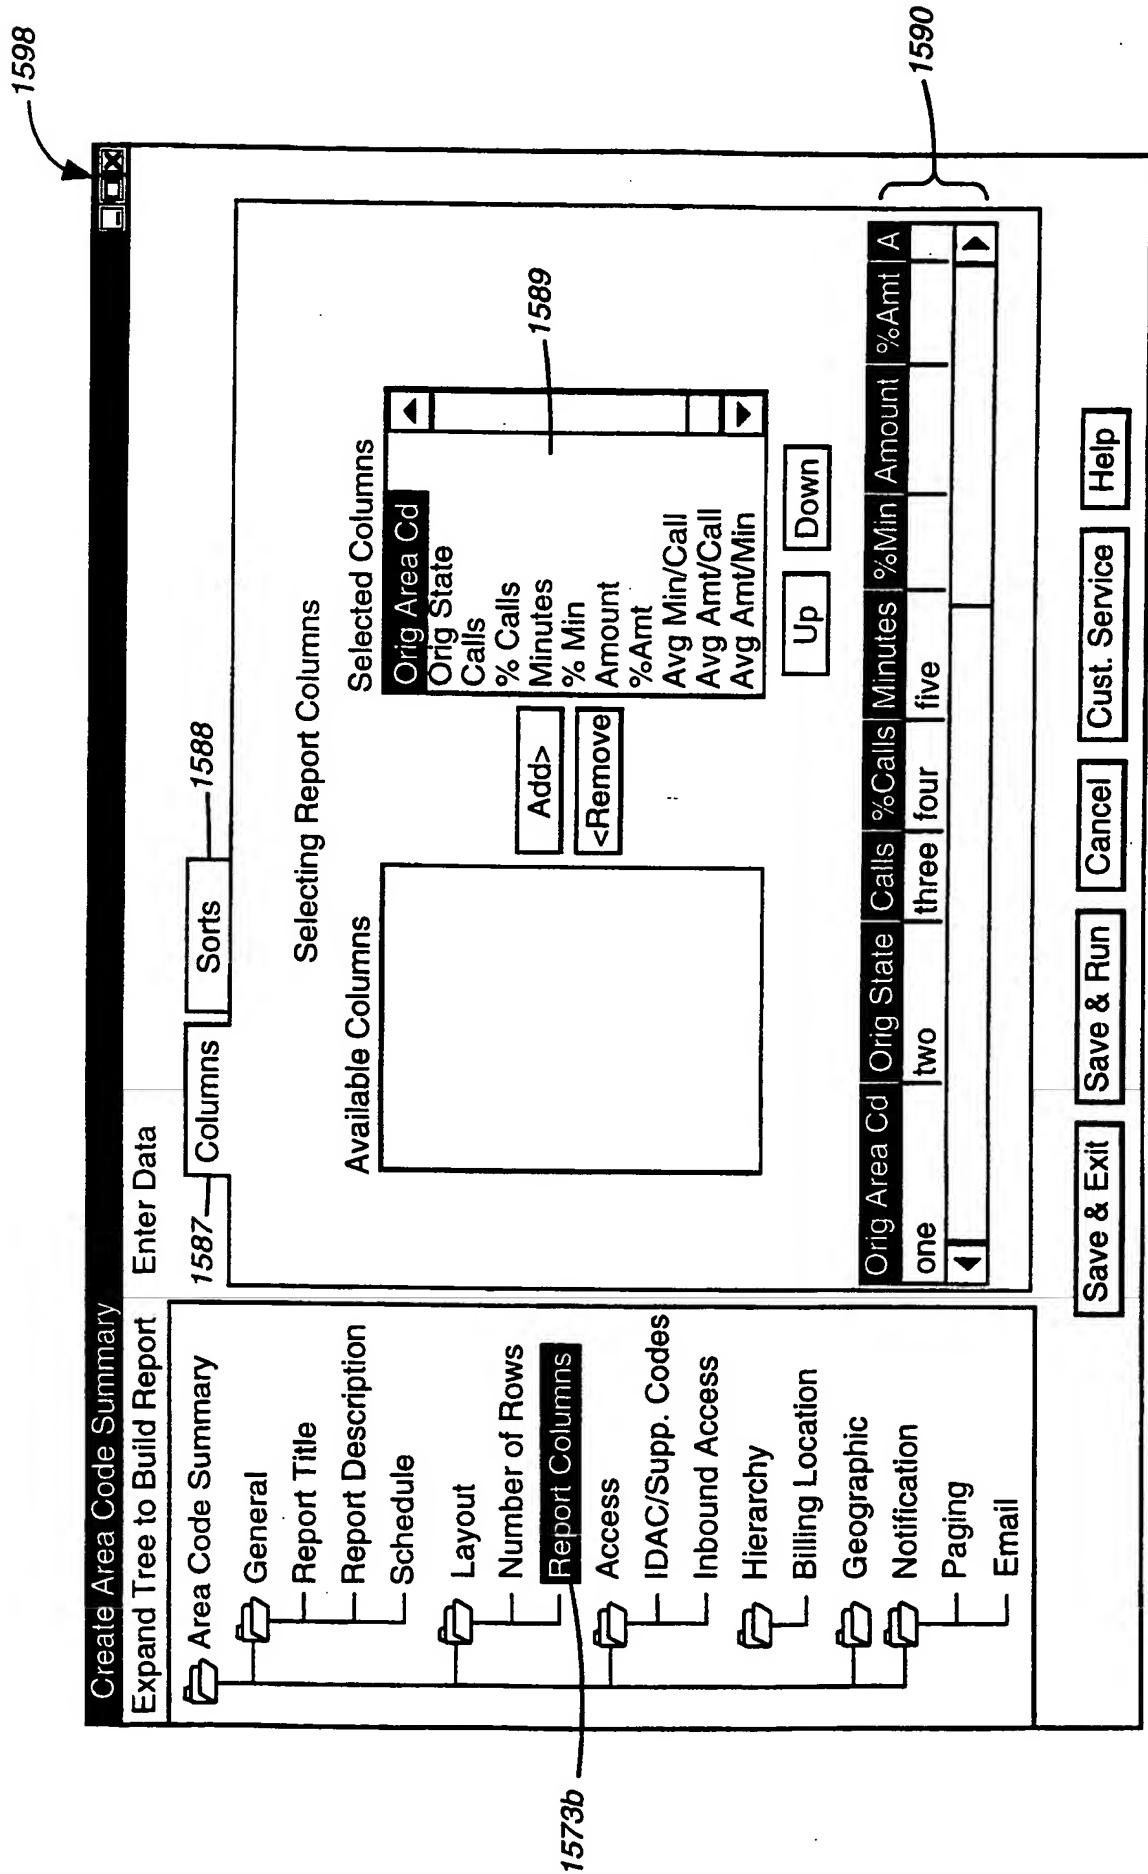 1598
Create Area Code Summary
Expand Tree to Build Report
Enter Data
Area Code Summary
General
Report Title
Report Description
Schedule
Layout
Number of Rows
Report Columns
Access
IDAC/Supp. Codes
Inbound Access
Hierarchy
Billing Location
Geographic
Notification
Paging
Email
1573b
1587
Columns
Sorts
1588
Selecting Report Columns
Available Columns
Add>
<Remove
Selected Columns
Orig Area Cd
Orig State
Calls
% Calls
Minutes
% Min
Amount
%Amt
Avg Min/Call
Avg Amt/Call
Avg Amt/Min
1589
Up
Down
Orig Area Cd Orig State Calls %Calls Minutes %Min Amount %Amt A
one two three four five
1590
Save & Exit
Save & Run
Cancel
Cust. Service
Help